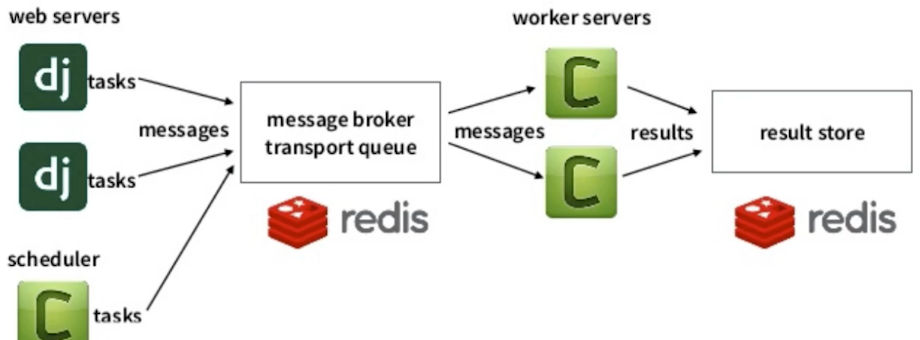 web servers
worker servers
dj
tasks
messages
message broker
transport queue
messages
C
results
result store
dj
tasks
C
redis
redis
scheduler
C
tasks